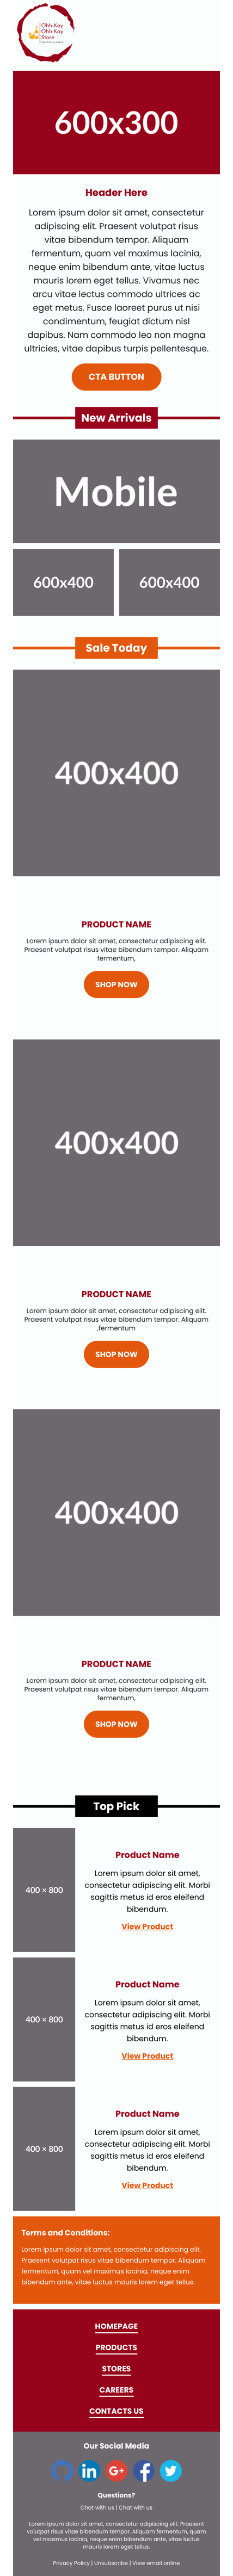 Ohh-Kay
Ohh-Kay
Store
600x300
Header Here
Lorem ipsum dolor sit amet, consectetur
adipiscing elit. Praesent volutpat risus
vitae bibendum tempor. Aliquam
fermentum, quam vel maximus lacinia,
neque enim bibendum ante, vitae luctus
mauris lorem eget tellus. Vivamus nec
arcu vitae lectus commodo ultrices ac
eget metus. Fusce laoreet purus ut nisi
condimentum, feugiat dictum nisl
dapibus. Nam commodo leo non magna
ultricies, vitae dapibus turpis pellentesque.
CTA BUTTON
New Arrivals
Mobile
600x400 600x400
Sale Today
400x400
PRODUCT NAME
Lorem ipsum dolor sit amet, consectetur adipiscing elit.
Praesent volutpat risus vitae bibendum tempor. Aliquam
fermentum,
SHOP NOW
400x400
PRODUCT NAME
Lorem ipsum dolor sit amet, consectetur adipiscing elit.
Praesent volutpat risus vitae bibendum tempor. Aliquam
,fermentum
SHOP NOW
400x400
PRODUCT NAME
Lorem ipsum dolor sit amet, consectetur adipiscing elit.
Praesent volutpat risus vitae bibendum tempor. Aliquam
fermentum,
SHOP NOW
Top Pick
400 × 800
Product Name
Lorem ipsum dolor sit amet,
consectetur adipiscing elit. Morbi
sagittis metus id eros eleifend
bibendum.
View Product
400 × 800
Product Name
Lorem ipsum dolor sit amet,
consectetur adipiscing elit. Morbi
sagittis metus id eros eleifend
bibendum.
View Product
400 × 800
Product Name
Lorem ipsum dolor sit amet,
consectetur adipiscing elit. Morbi
sagittis metus id eros eleifend
bibendum.
View Product
Terms and Conditions:
Lorem ipsum dolor sit amet, consectetur adipiscing elit.
Praesent volutpat risus vitae bibendum tempor. Aliquam
fermentum, quam vel maximus lacinia, neque enim
bibendum ante, vitae luctus mauris lorem eget tellus.
HOMEPAGE
PRODUCTS
STORES
CAREERS
CONTACTS US
Our Social Media
in G+ f
Questions?
Chat with us | Chat with us
Lorem ipsum dolor sit amet, consectetur adipiscing elit. Praesent
volutpat risus vitae bibendum tempor. Aliquam fermentum, quam
vel maximus lacinia, neque enim bibendum ante, vitae luctus
mauris lorem eget tellus.
Privacy Policy | Unsubscribe | View email online